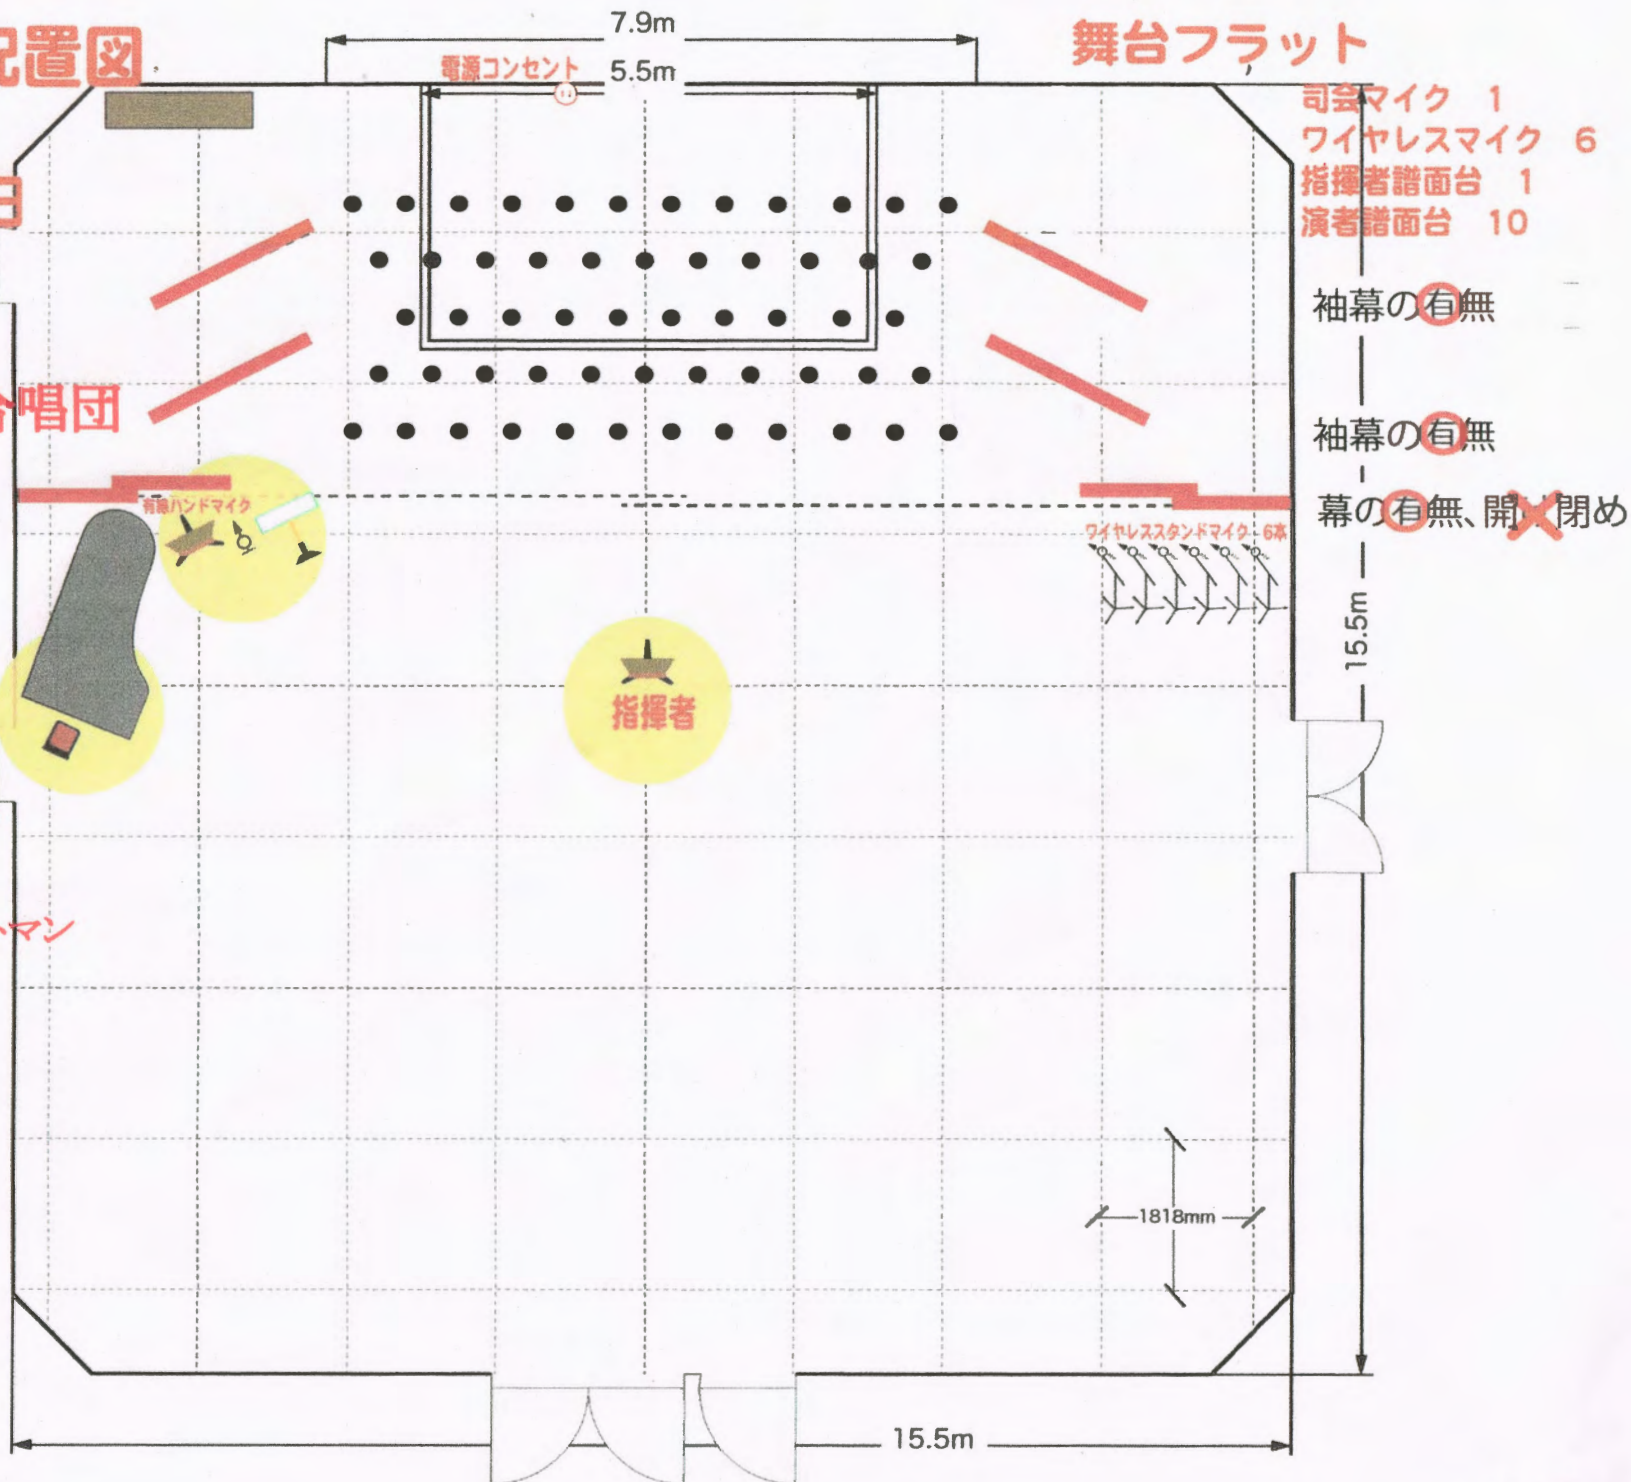 配置図
7.9m
舞台フラット
電源コンセント
5.5m
司会マイク 1
ワイヤレスマイク 6
指揮者譜面台 1
演者譜面台 10
日
袖幕の有無
合唱団
袖幕の有無
有線ハンドマイク
幕の有無、開 閉め
ワイヤレススタンドマイク 6本
15.5m
指揮者
マン
1818mm
15.5m